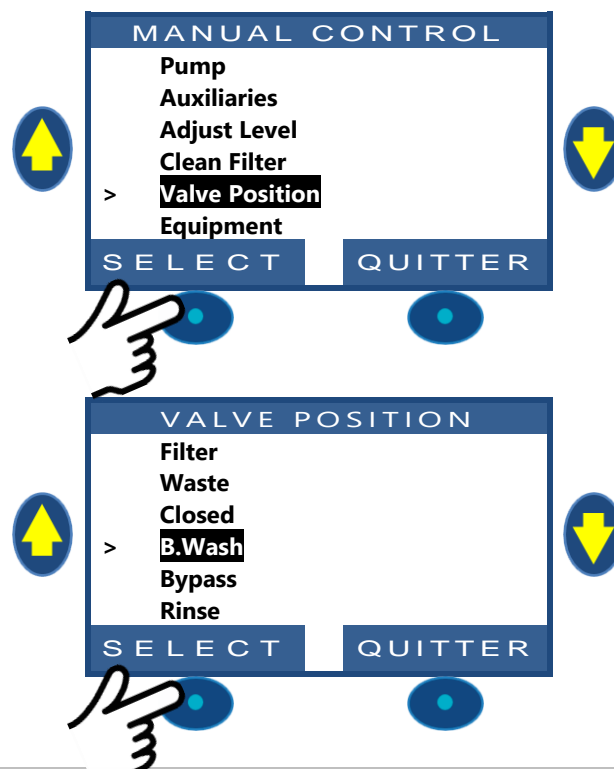 MANUAL CONTROL
Pump
Auxiliaries
Adjust Level
Clean Filter
> Valve Position
Equipment
SELECT QUITTER
VALVE POSITION
Filter
Waste
Closed
> B.Wash
Bypass
Rinse
SELECT QUITTER